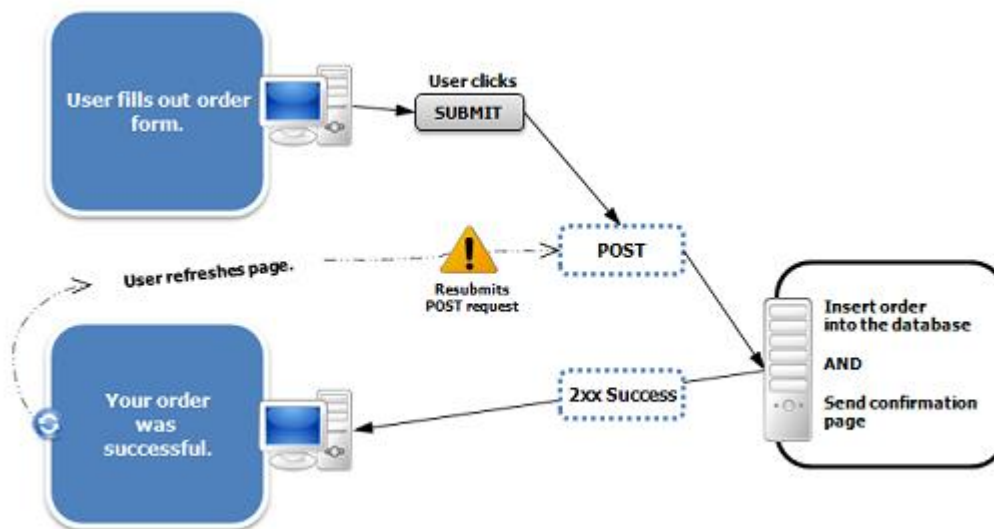 User fills out order
form.
User clicks
SUBMIT
POST
User refreshes page.
Resubmits
POST request
Insert order
into the database
AND
Send confirmation
page
2xx Success
Your order
was
successful.